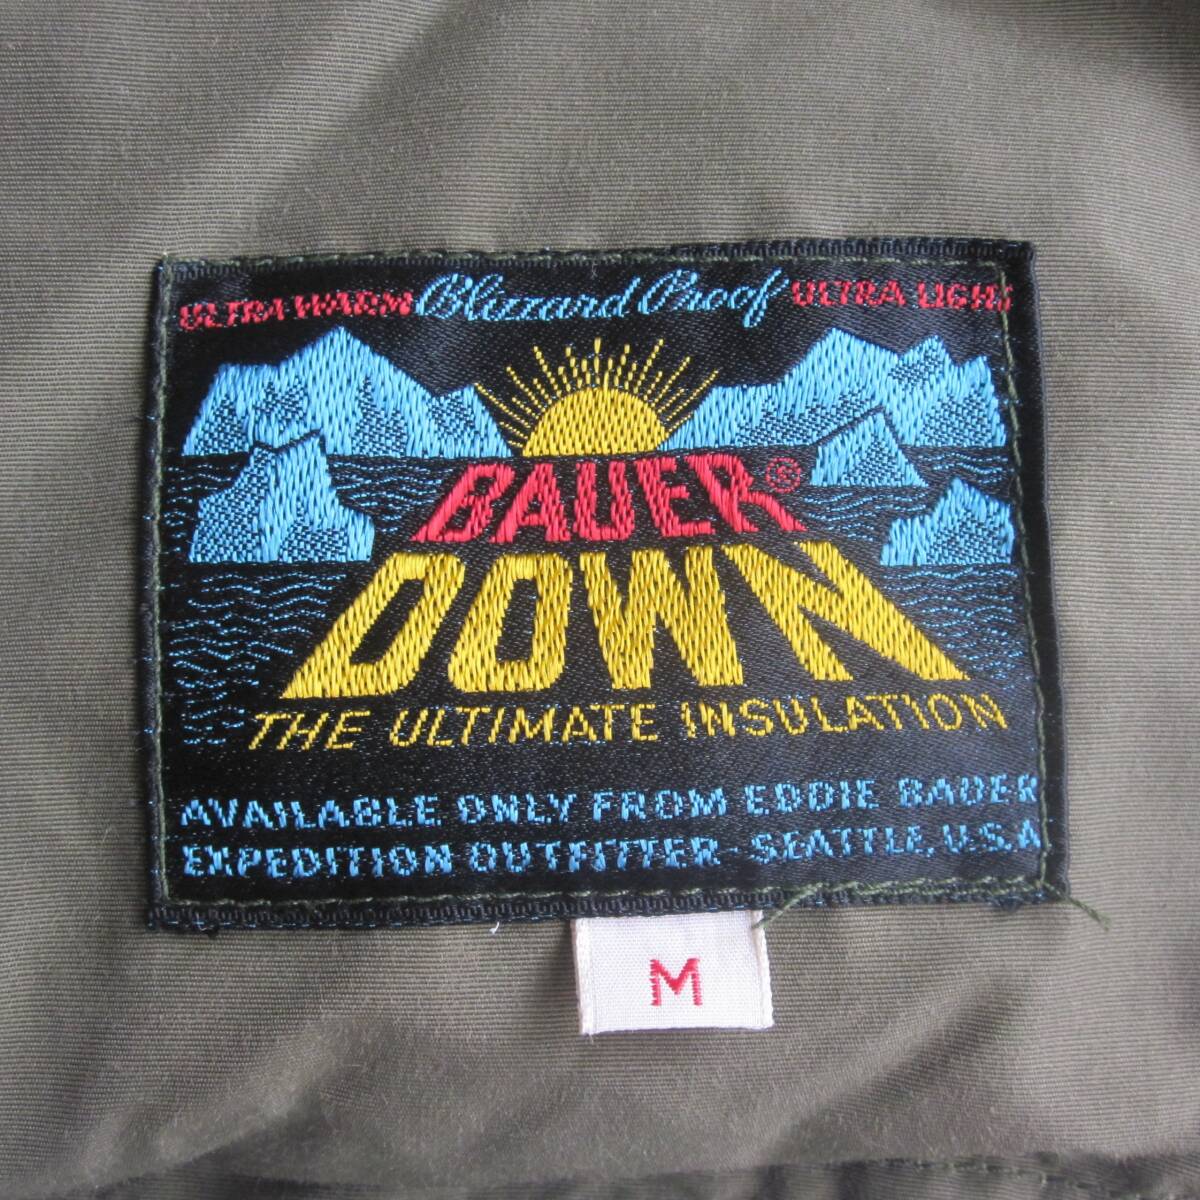 ULTRA WARM Blizzard Proof ULTRA LIGHT
BAUER®
DOWN
THE ULTIMATE INSULATION
AVAILABLE ONLY FROM EDDIE BAUER
EXPEDITION OUTFITTER - SEATTLE, U.S.A
M